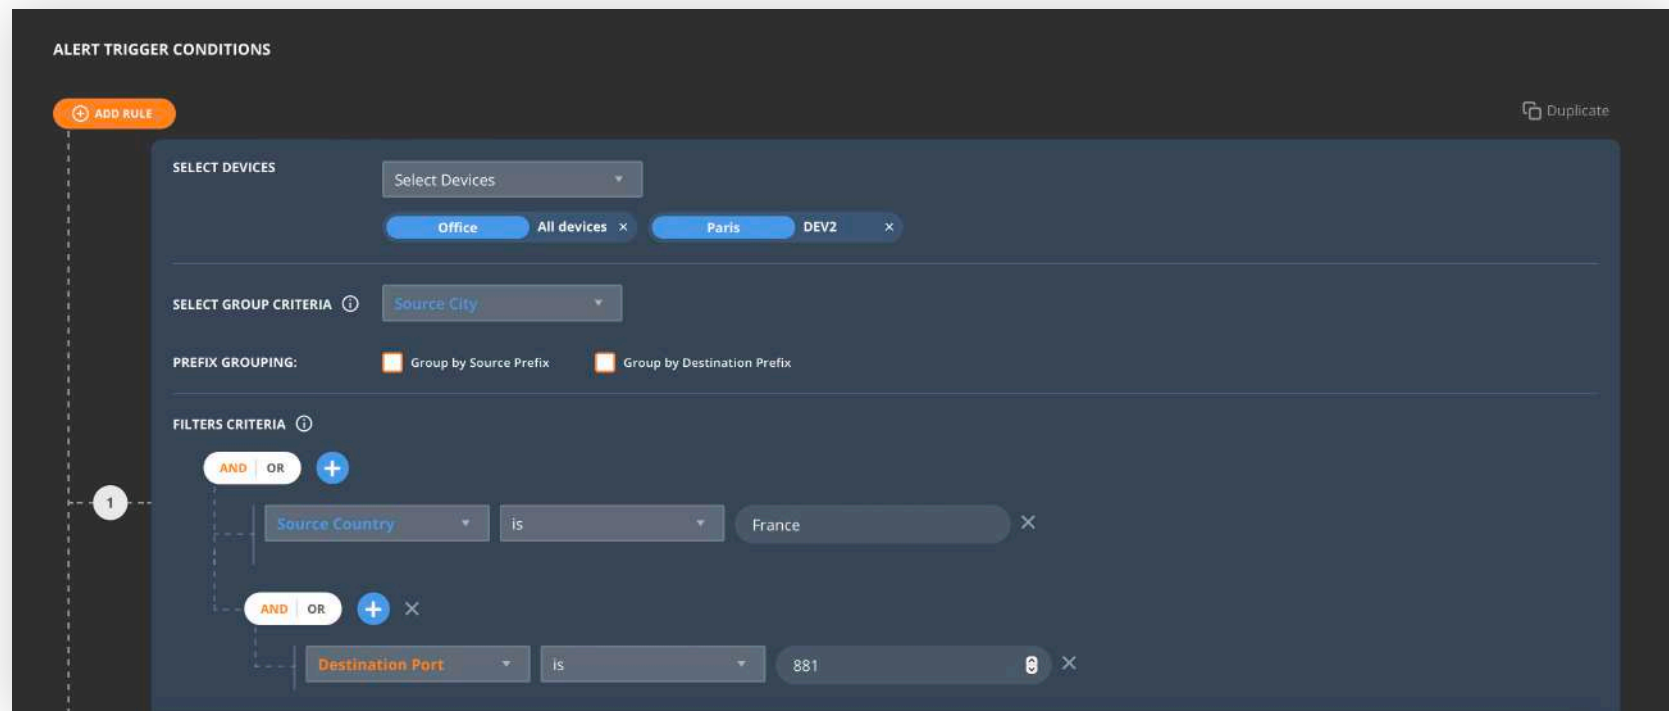 ALERT TRIGGER CONDITIONS
ADD RULE
Duplicate
SELECT DEVICES
Select Devices
Office All devices × Paris DEV2 ×
SELECT GROUP CRITERIA Source City
PREFIX GROUPING: Group by Source Prefix Group by Destination Prefix
FILTERS CRITERIA
AND OR
1
Source Country is France
AND OR
Destination Port is 881